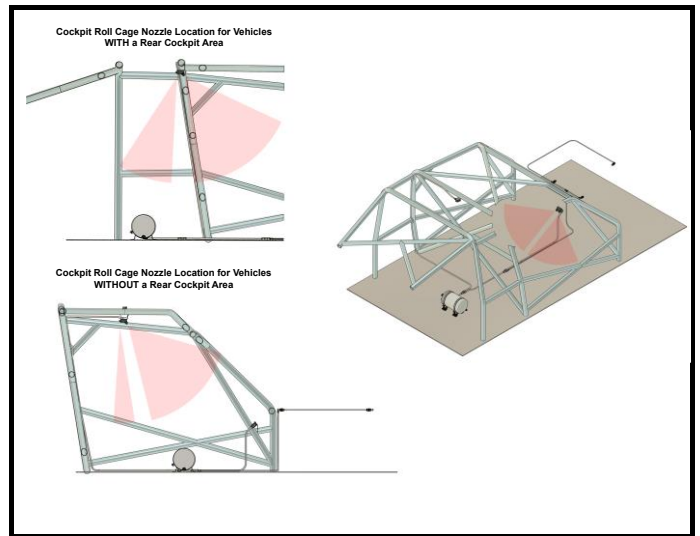 Cockpit Roll Cage Nozzle Location for Vehicles
WITH a Rear Cockpit Area
Cockpit Roll Cage Nozzle Location for Vehicles
WITHOUT a Rear Cockpit Area